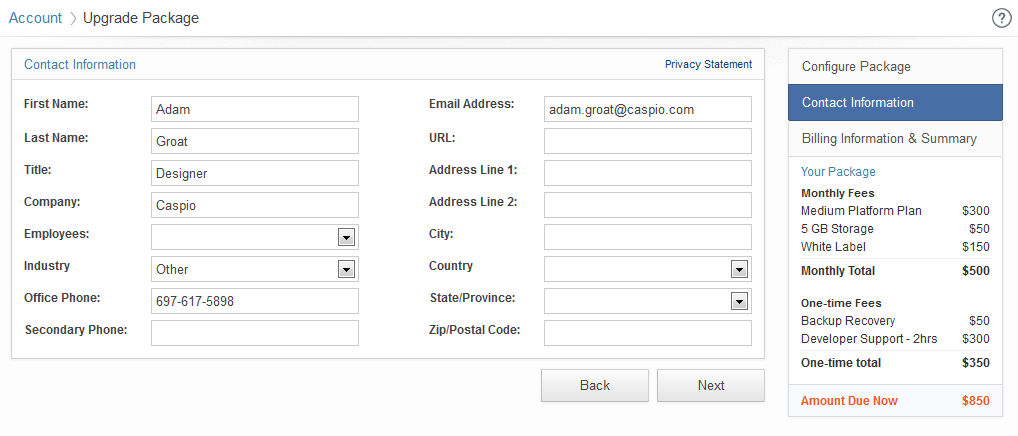 Account > Upgrade Package
?
Contact Information
Privacy Statement
First Name: Adam
Last Name: Groat
Title: Designer
Company: Caspio
Employees:
Industry Other
Office Phone: 697-617-5898
Secondary Phone:
Email Address: adam.groat@caspio.com
URL:
Address Line 1:
Address Line 2:
City:
Country
State/Province:
Zip/Postal Code:
Back
Next
Configure Package
Contact Information
Billing Information & Summary
Your Package
Monthly Fees
Medium Platform Plan $300
5 GB Storage $50
White Label $150
Monthly Total $500
One-time Fees
Backup Recovery $50
Developer Support - 2hrs $300
One-time total $350
Amount Due Now $850